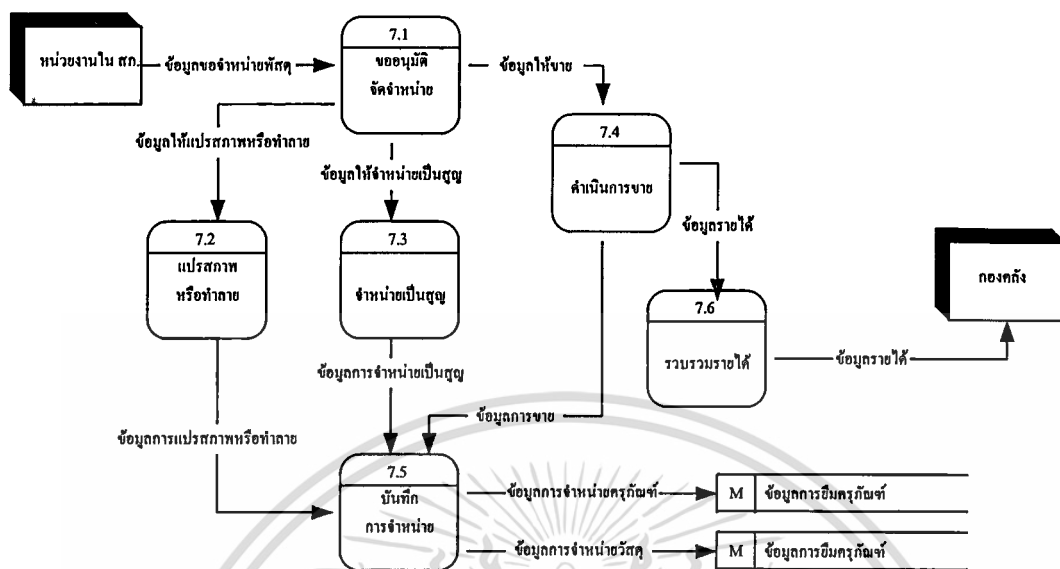 7.1
ขออนุมัติ
จัดจำหน่าย
หน่วยงานใน สก.
ข้อมูลขอจำหน่ายพัสดุ
ข้อมูลให้ขาย
ข้อมูลให้แปรสภาพหรือทำลาย
ข้อมูลให้จำหน่ายเป็นสูญ
7.4
ดำเนินการขาย
ข้อมูลรายได้
7.2
แปรสภาพ
หรือทำลาย
7.3
จำหน่ายเป็นสูญ
กองคลัง
7.6
รวบรวมรายได้
ข้อมูลรายได้
ข้อมูลการจำหน่ายเป็นสูญ
ข้อมูลการขาย
ข้อมูลการแปรสภาพหรือทำลาย
7.5
บันทึก
การจำหน่าย
ข้อมูลการจำหน่ายครุภัณฑ์
M ข้อมูลการยืมครุภัณฑ์
ข้อมูลการจำหน่ายวัสดุ
M ข้อมูลการยืมครุภัณฑ์